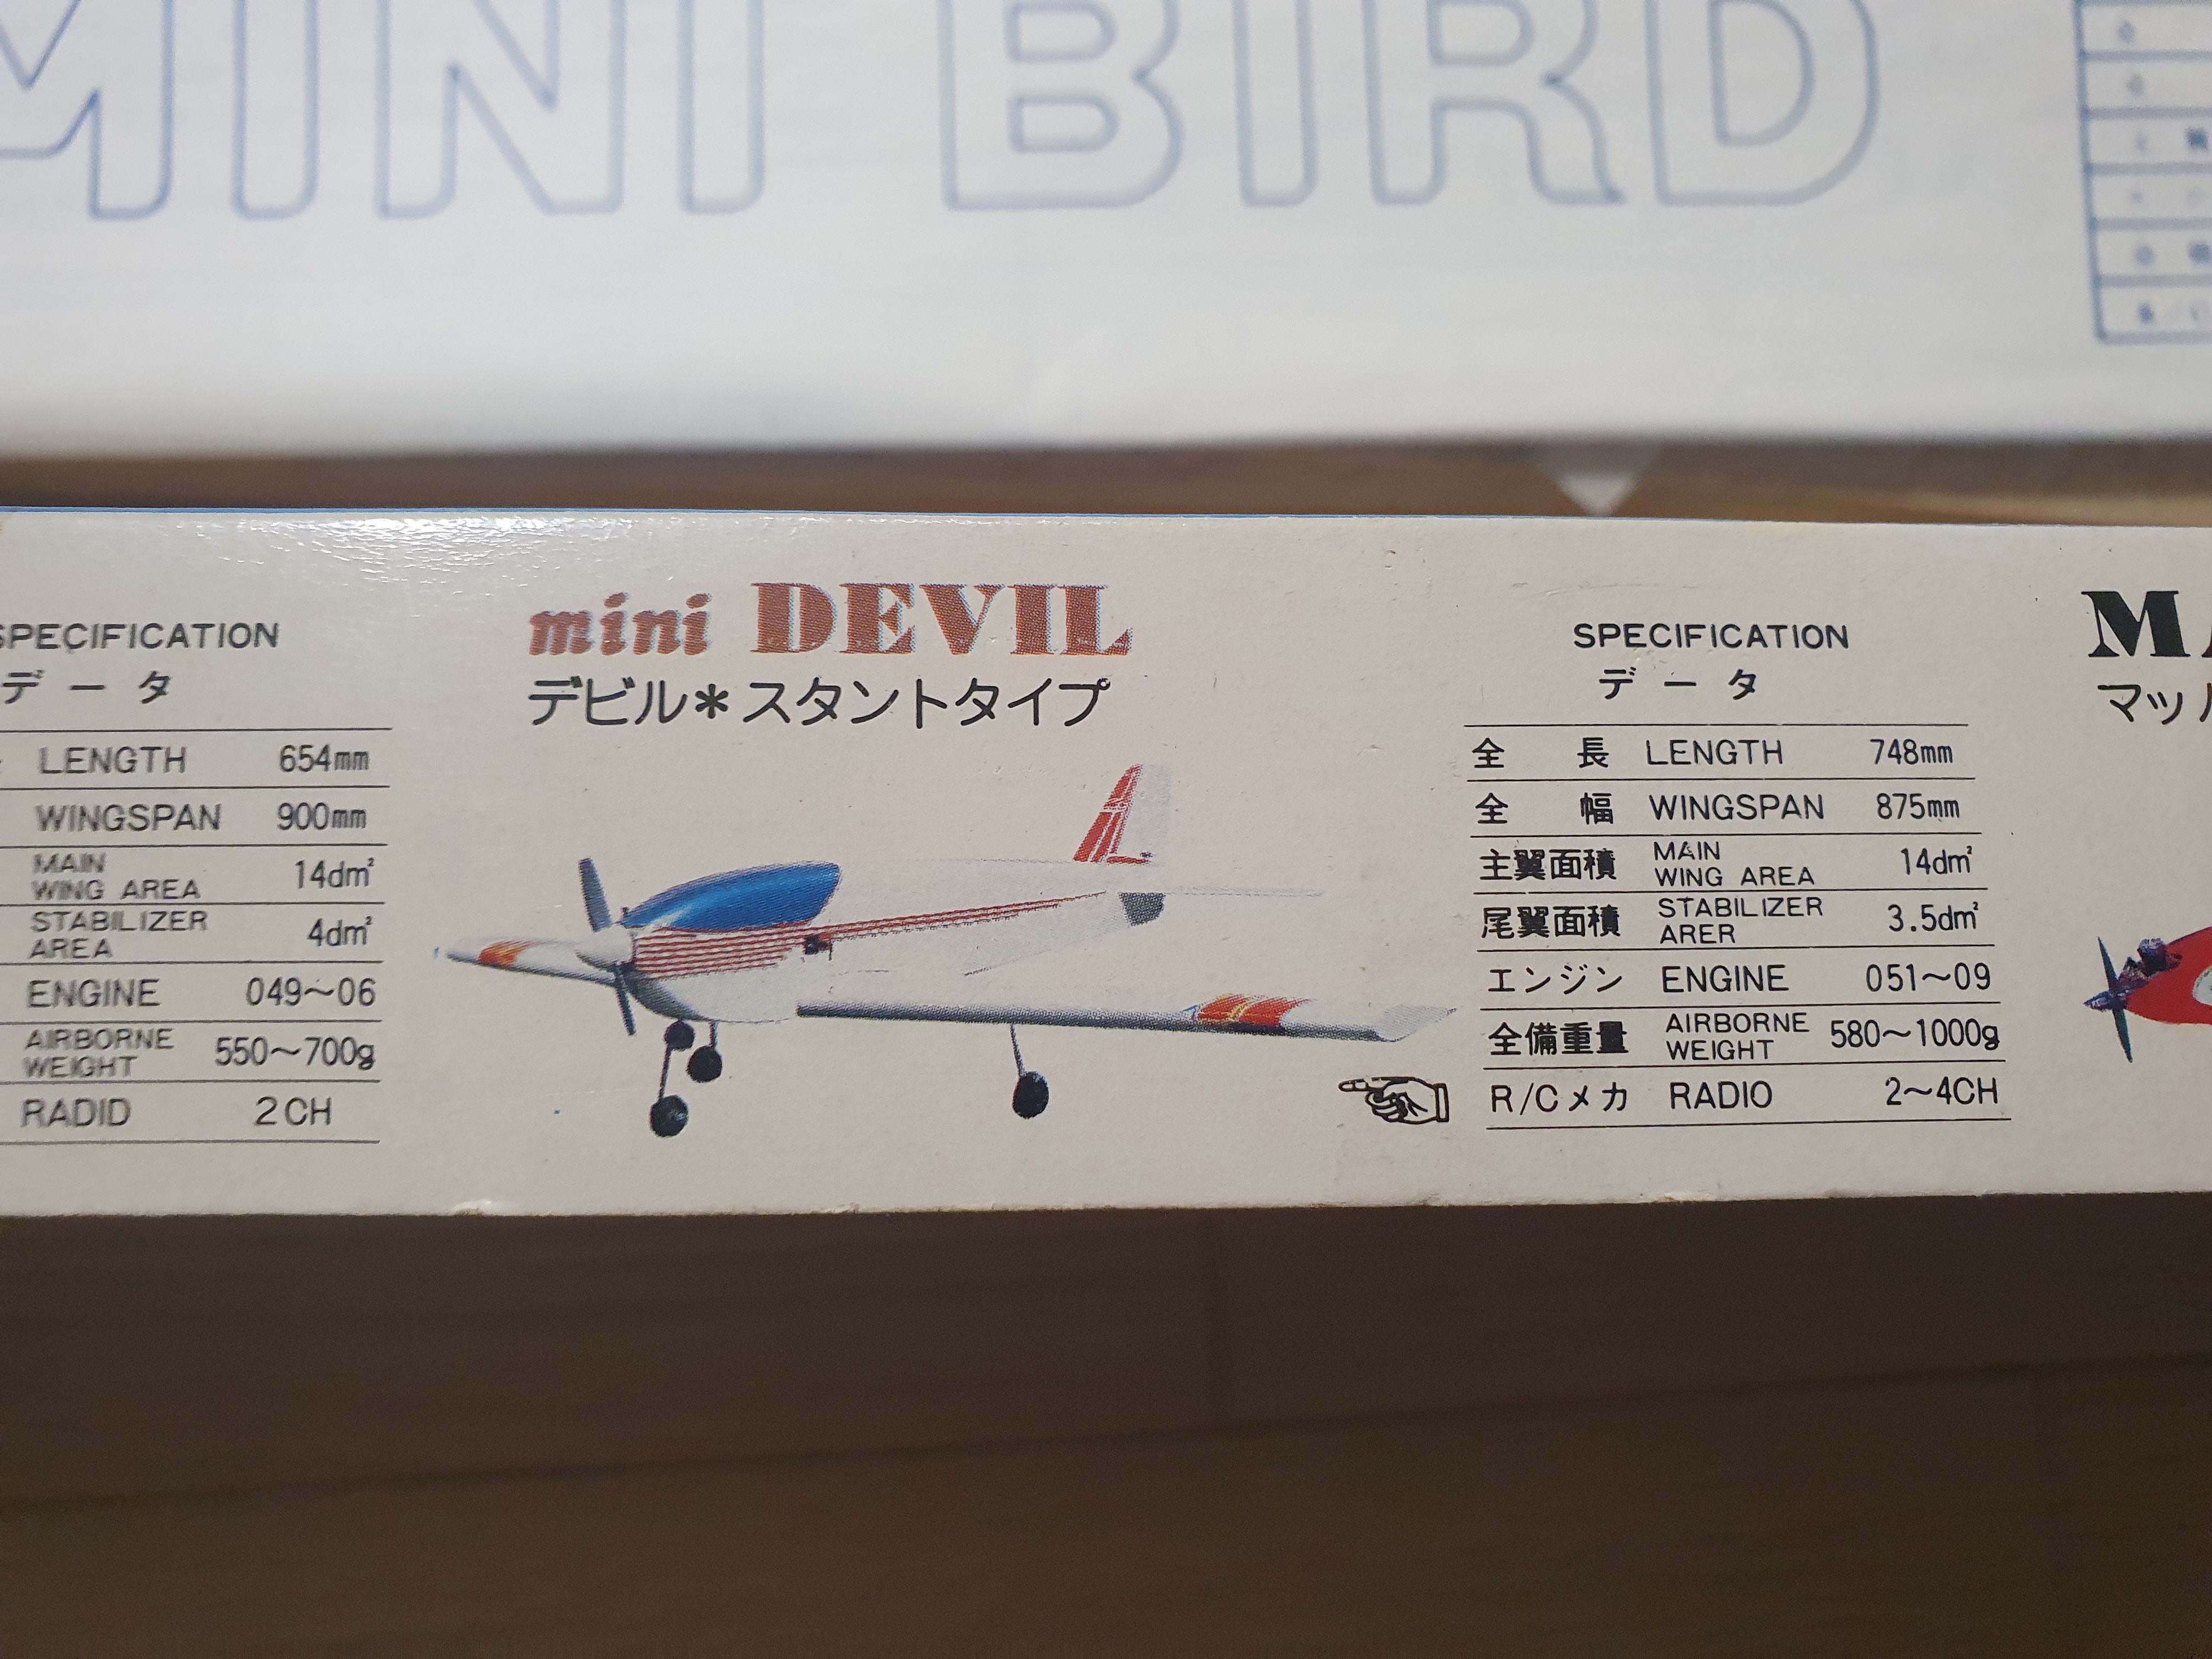 MINI BIRD
SPECIFICATION
データ
LENGTH 654mm
WINGSPAN 900mm
MAIN
WING AREA 14dm²
STABILIZER
AREA 4dm²
ENGINE 049〜06
AIRBORNE
WEIGHT 550〜700g
RADID 2CH
mini DEVIL
デビル＊スタントタイプ
SPECIFICATION
データ
全長 LENGTH 748mm
全幅 WINGSPAN 875mm
主翼面積 MAIN
WING AREA 14dm²
尾翼面積 STABILIZER
ARER 3.5dm²
エンジン ENGINE 051〜09
全備重量 AIRBORNE
WEIGHT 580〜1000g
R/Cメカ RADIO 2〜4CH